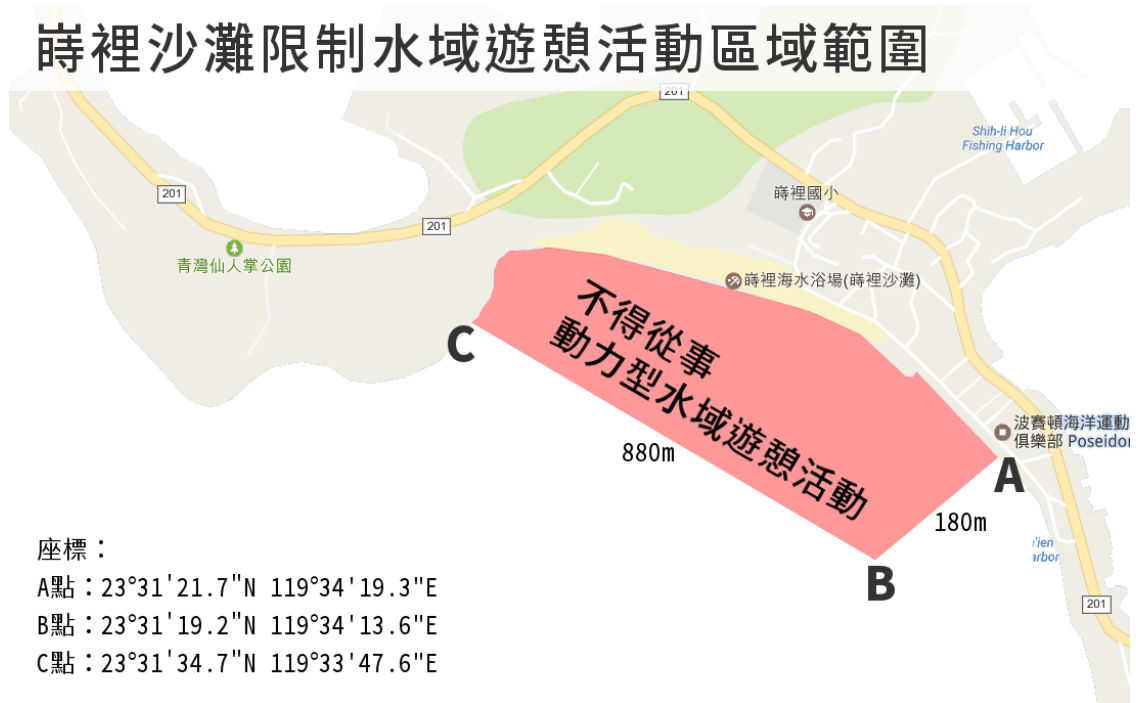 嵵裡沙灘限制水域遊憩活動區域範圍
201
Shih-li Hou
Fishing Harbor
201
嵵裡國小
201
青灣仙人掌公園
嵵裡海水浴場(嵵裡沙灘)
不得從事
動力型水域遊憩活動
C
波賽頓海洋運動
俱樂部 Poseidon
880m
A
180m
B
座標：
A點：23°31'21.7"N 119°34'19.3"E
B點：23°31'19.2"N 119°34'13.6"E
C點：23°31'34.7"N 119°33'47.6"E
201